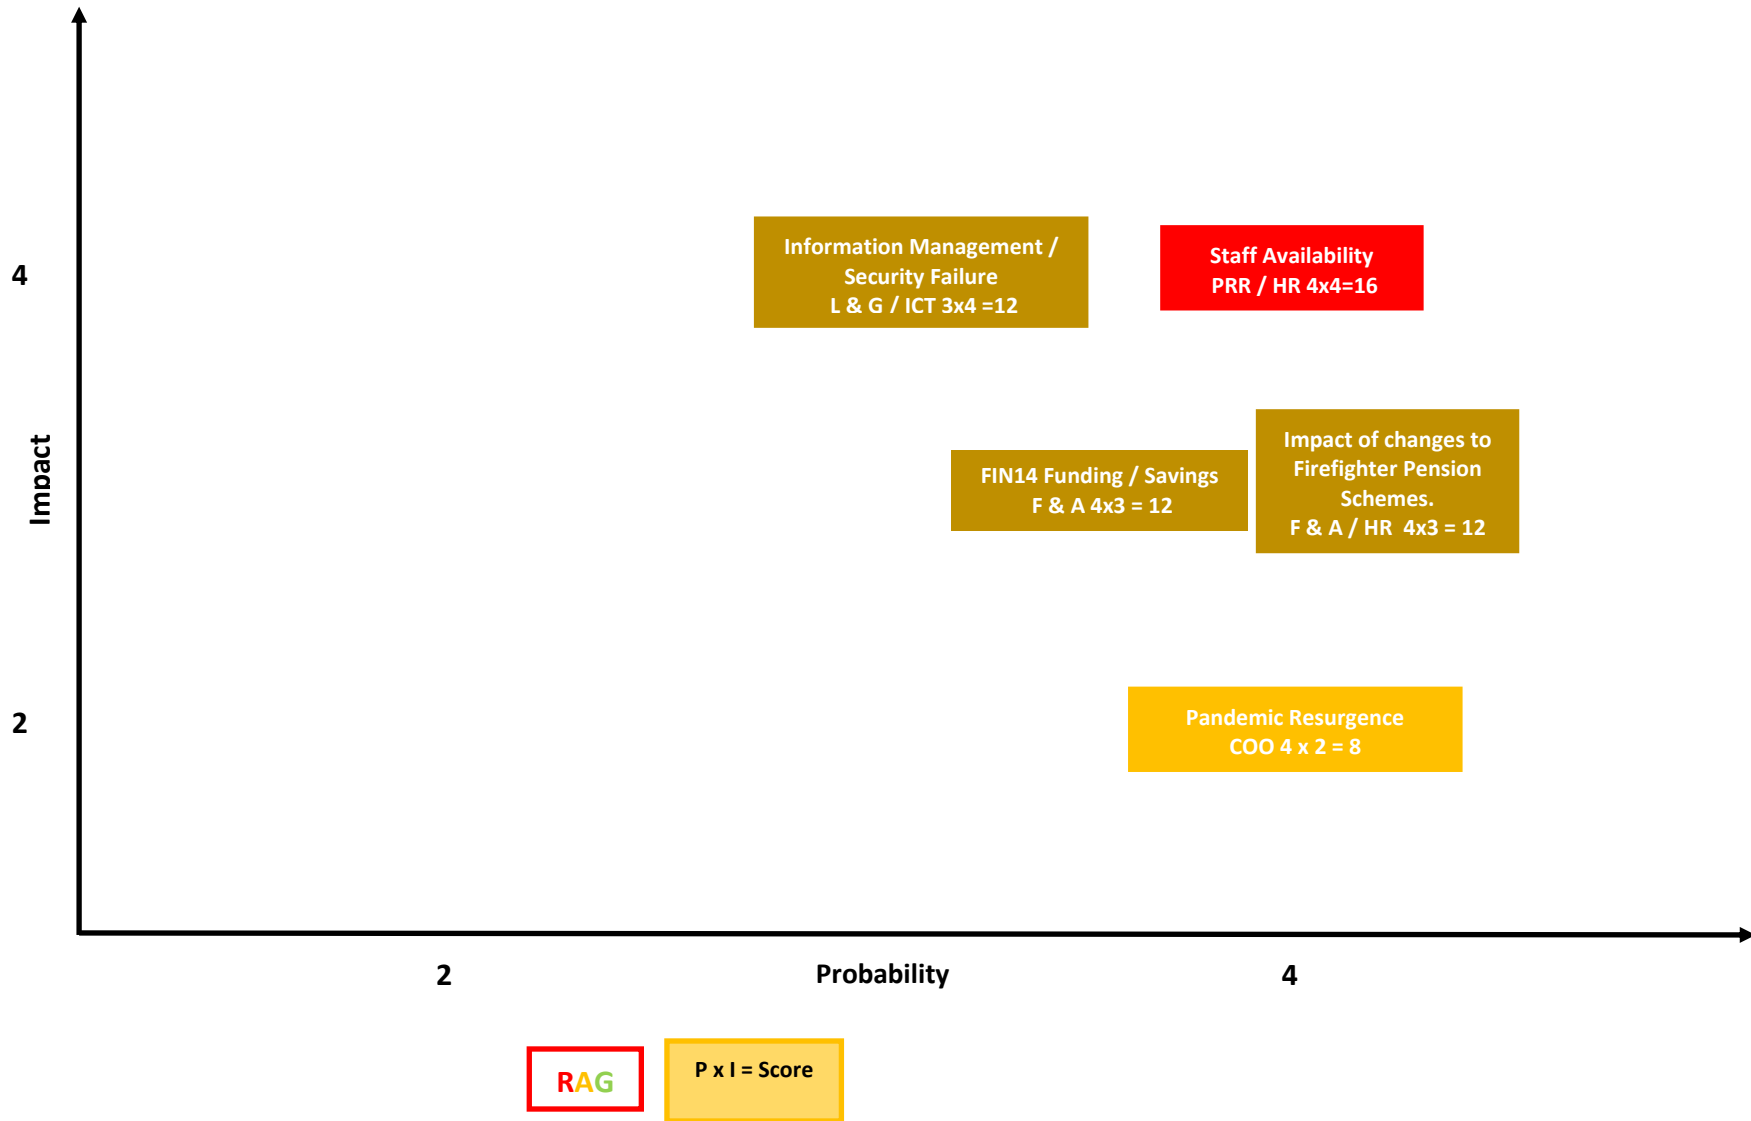 4
Impact
2
Information Management /
Security Failure
L & G / ICT 3x4 =12
Staff Availability
PRR / HR 4x4=16
FIN14 Funding / Savings
F & A 4x3 = 12
Impact of changes to
Firefighter Pension
Schemes.
F & A / HR  4x3 = 12
Pandemic Resurgence
COO 4 x 2 = 8
2
Probability
4
RAG
P x I = Score